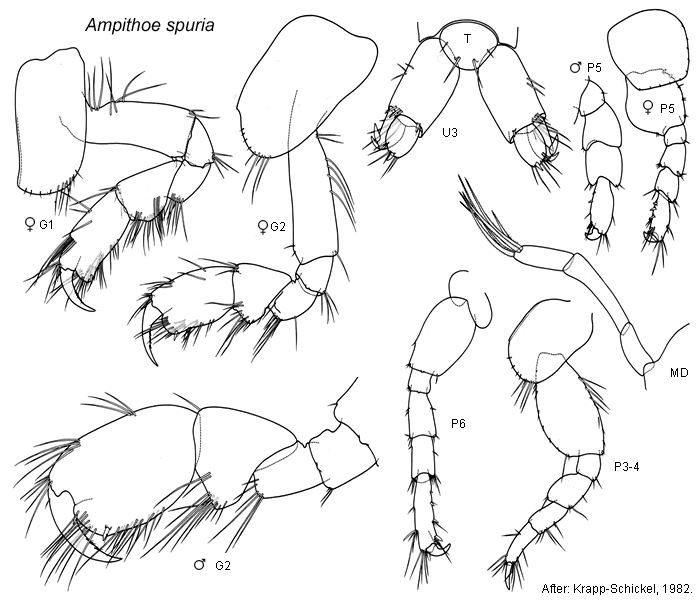 Ampithoe spuria
T
♂ P5
♀ P5
U3
♀ G1
♀ G2
MD
P6
P3-4
♂ G2
After: Krapp-Schickel, 1982.